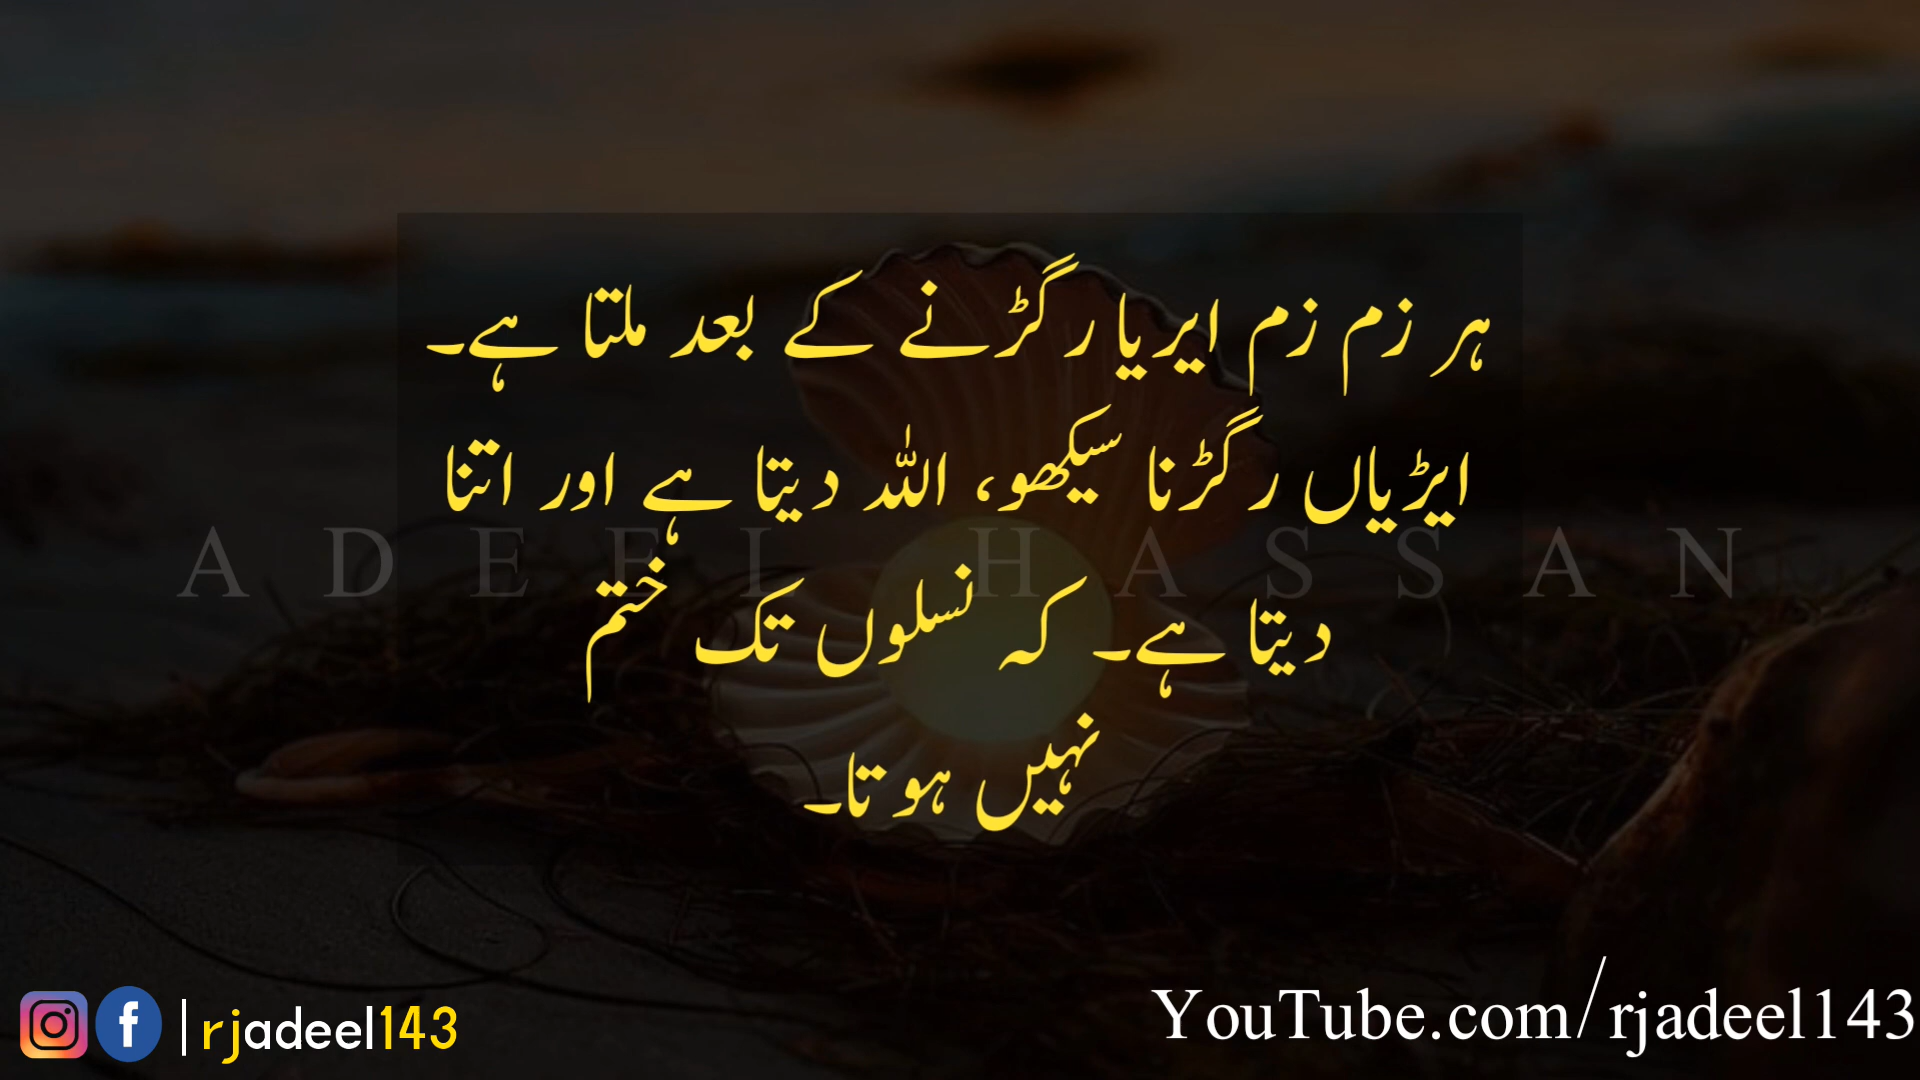 ہر زم زم ایریا رگڑنے کے بعد ملتا ہے۔
ایڑیاں رگڑنا سیکھو، اللہ دیتا ہے اور اتنا
دیتا ہے۔ کہ نسلوں تک ختم
نہیں ہوتا۔
ADEEL HASSAN
|rjadeel143
YouTube.com/rjadeel143